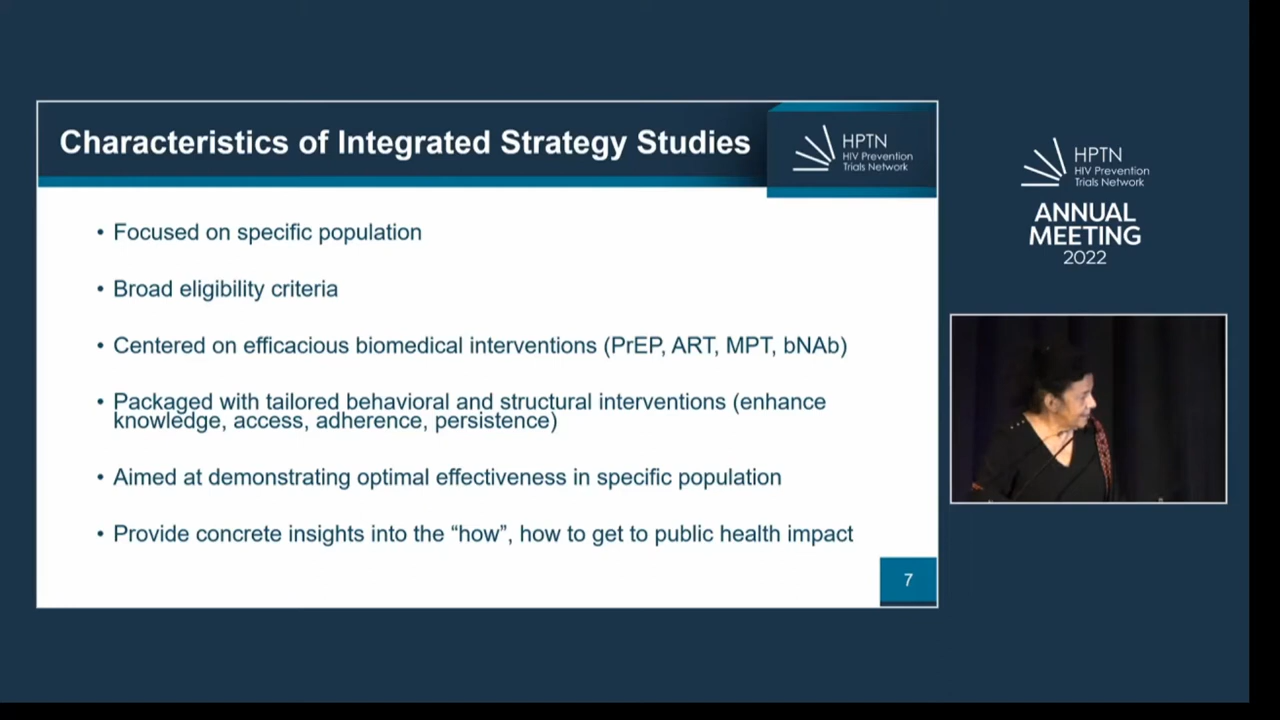 Characteristics of Integrated Strategy Studies
HPTN
HIV Prevention
Trials Network
• Focused on specific population
• Broad eligibility criteria
• Centered on efficacious biomedical interventions (PrEP, ART, MPT, bNAb)
• Packaged with tailored behavioral and structural interventions (enhance
knowledge, access, adherence, persistence)
• Aimed at demonstrating optimal effectiveness in specific population
• Provide concrete insights into the “how”, how to get to public health impact
7
HPTN
HIV Prevention
Trials Network
ANNUAL
MEETING
2022